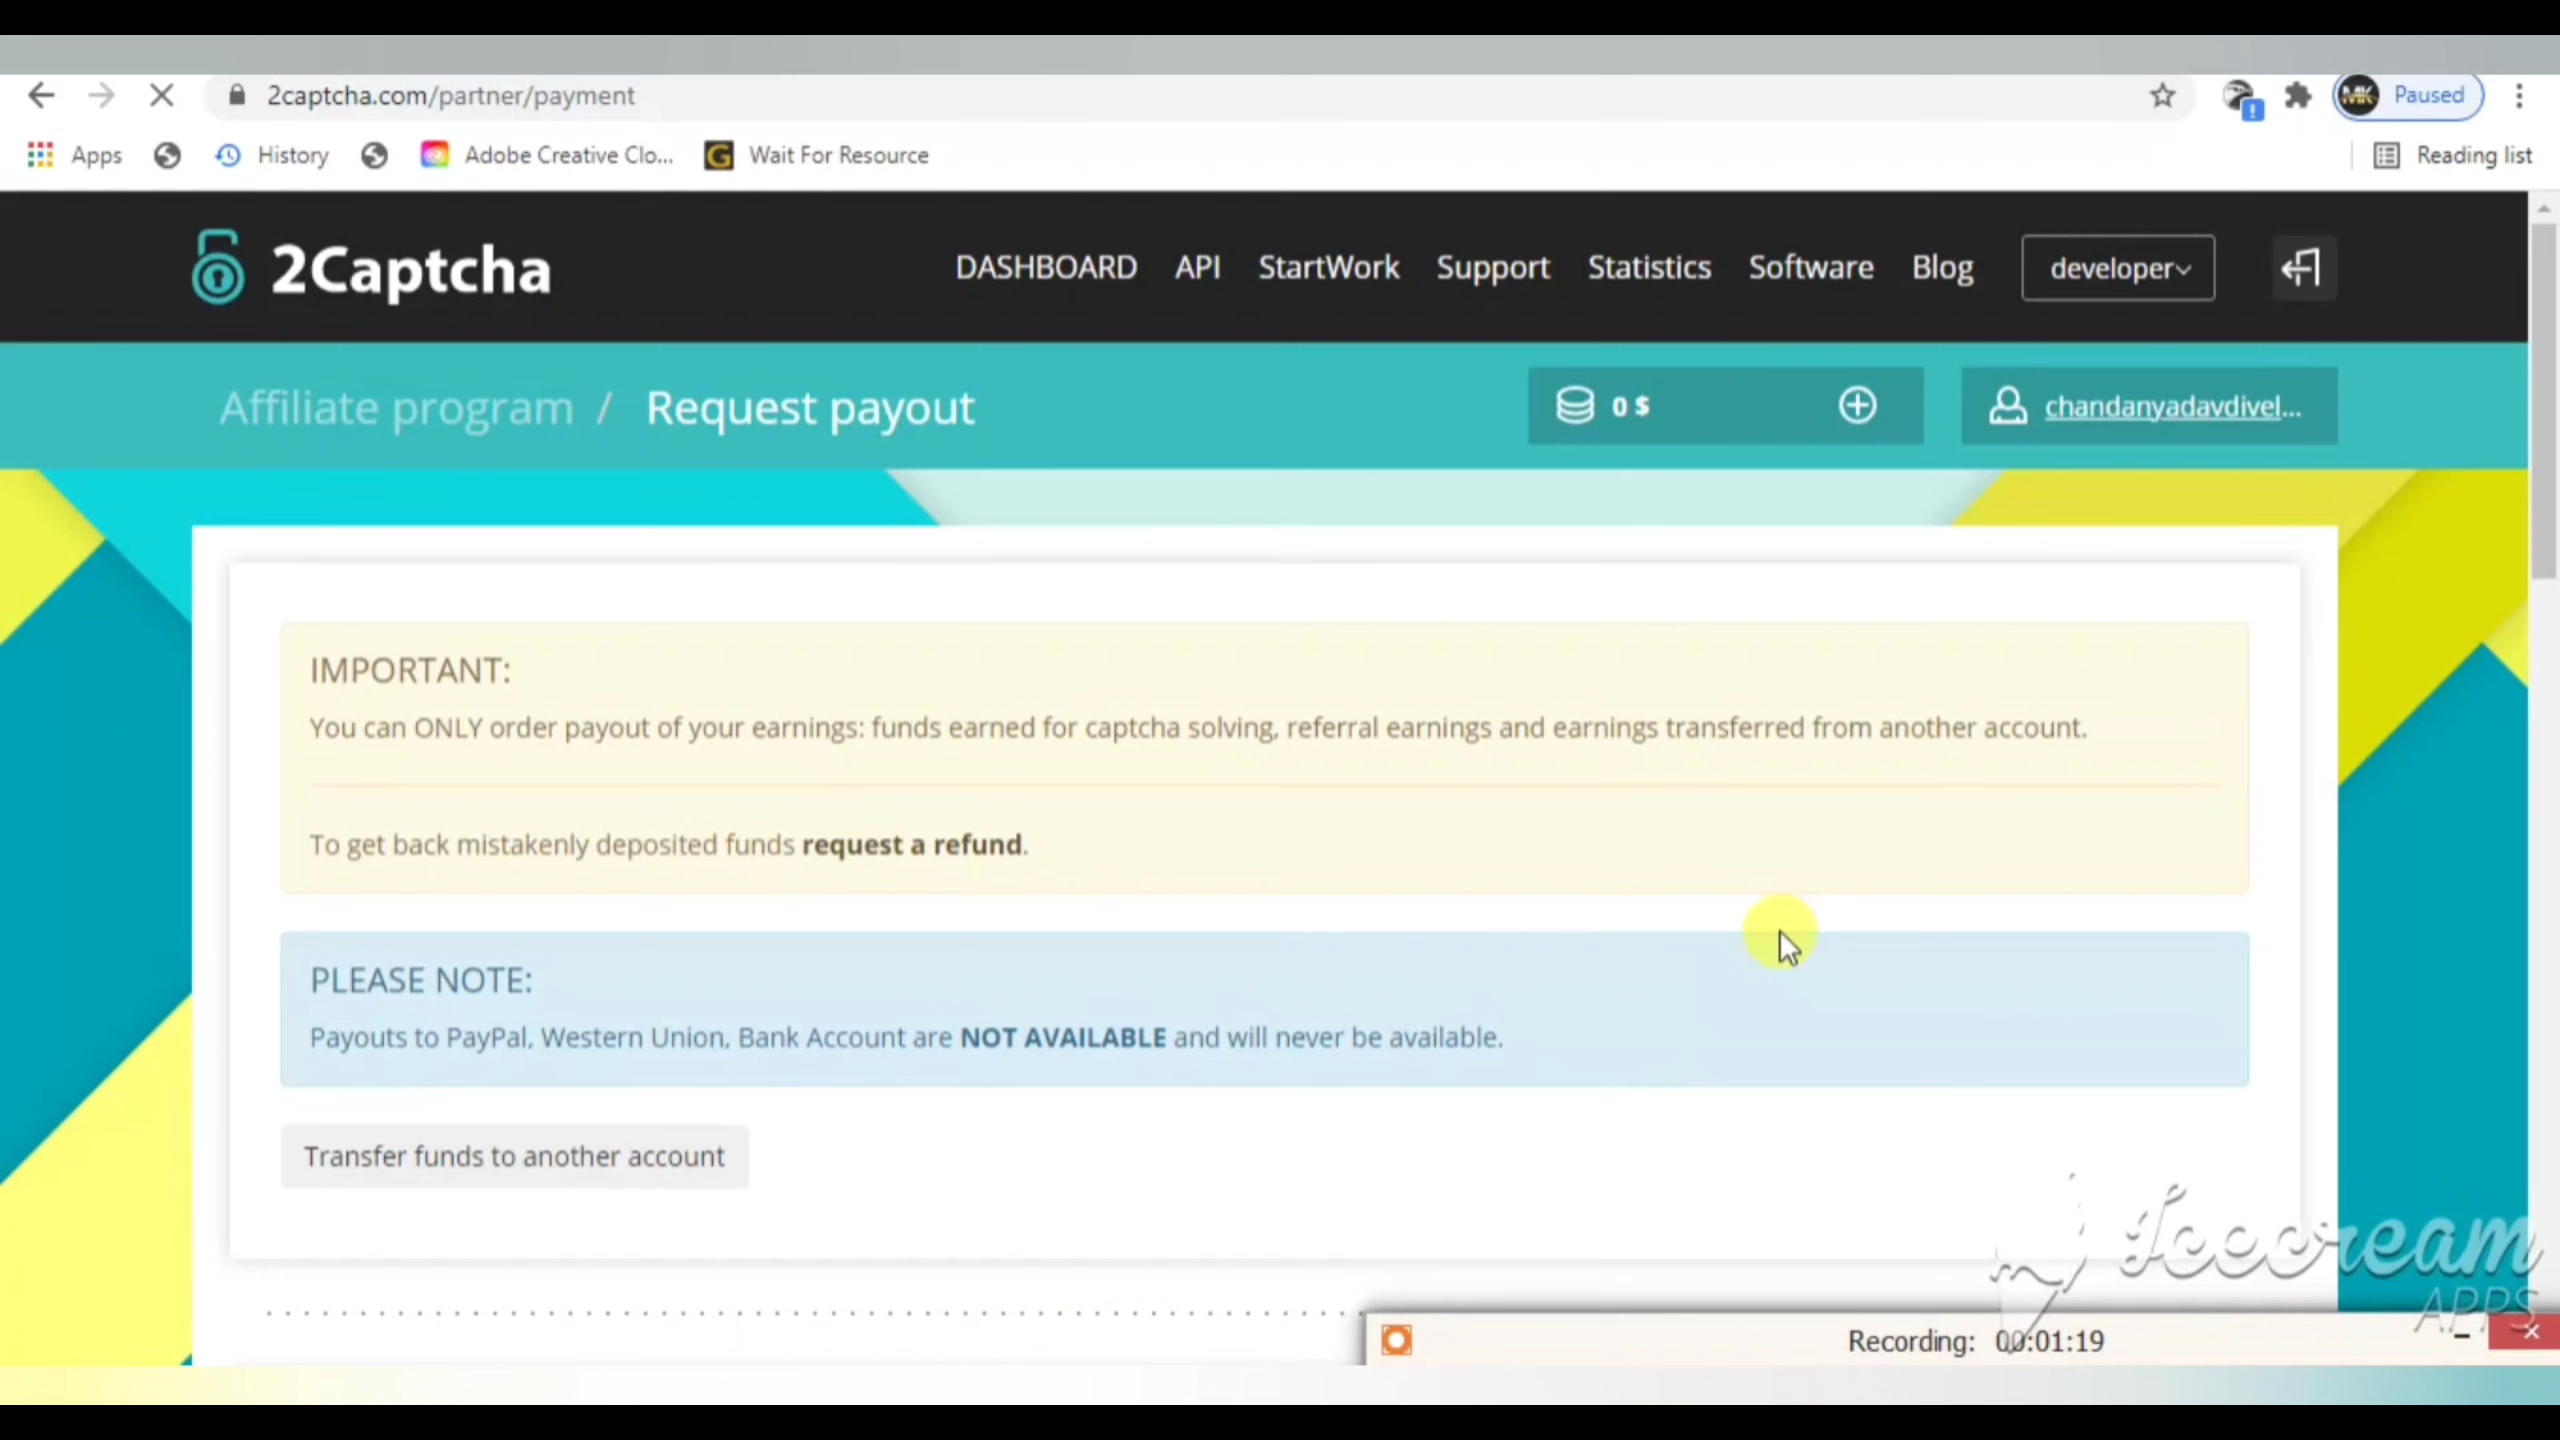 2captcha.com/partner/payment
Paused
Apps
History
Adobe Creative Clo...
Wait For Resource
Reading list
2Captcha
DASHBOARD API StartWork Support Statistics Software Blog developer
Affiliate program / Request payout
0 $
chandanyadavdivel...
IMPORTANT:
You can ONLY order payout of your earnings: funds earned for captcha solving, referral earnings and earnings transferred from another account.
To get back mistakenly deposited funds request a refund.
PLEASE NOTE:
Payouts to PayPal, Western Union, Bank Account are NOT AVAILABLE and will never be available.
Transfer funds to another account
Icecream
APPS
Recording: 00:01:19